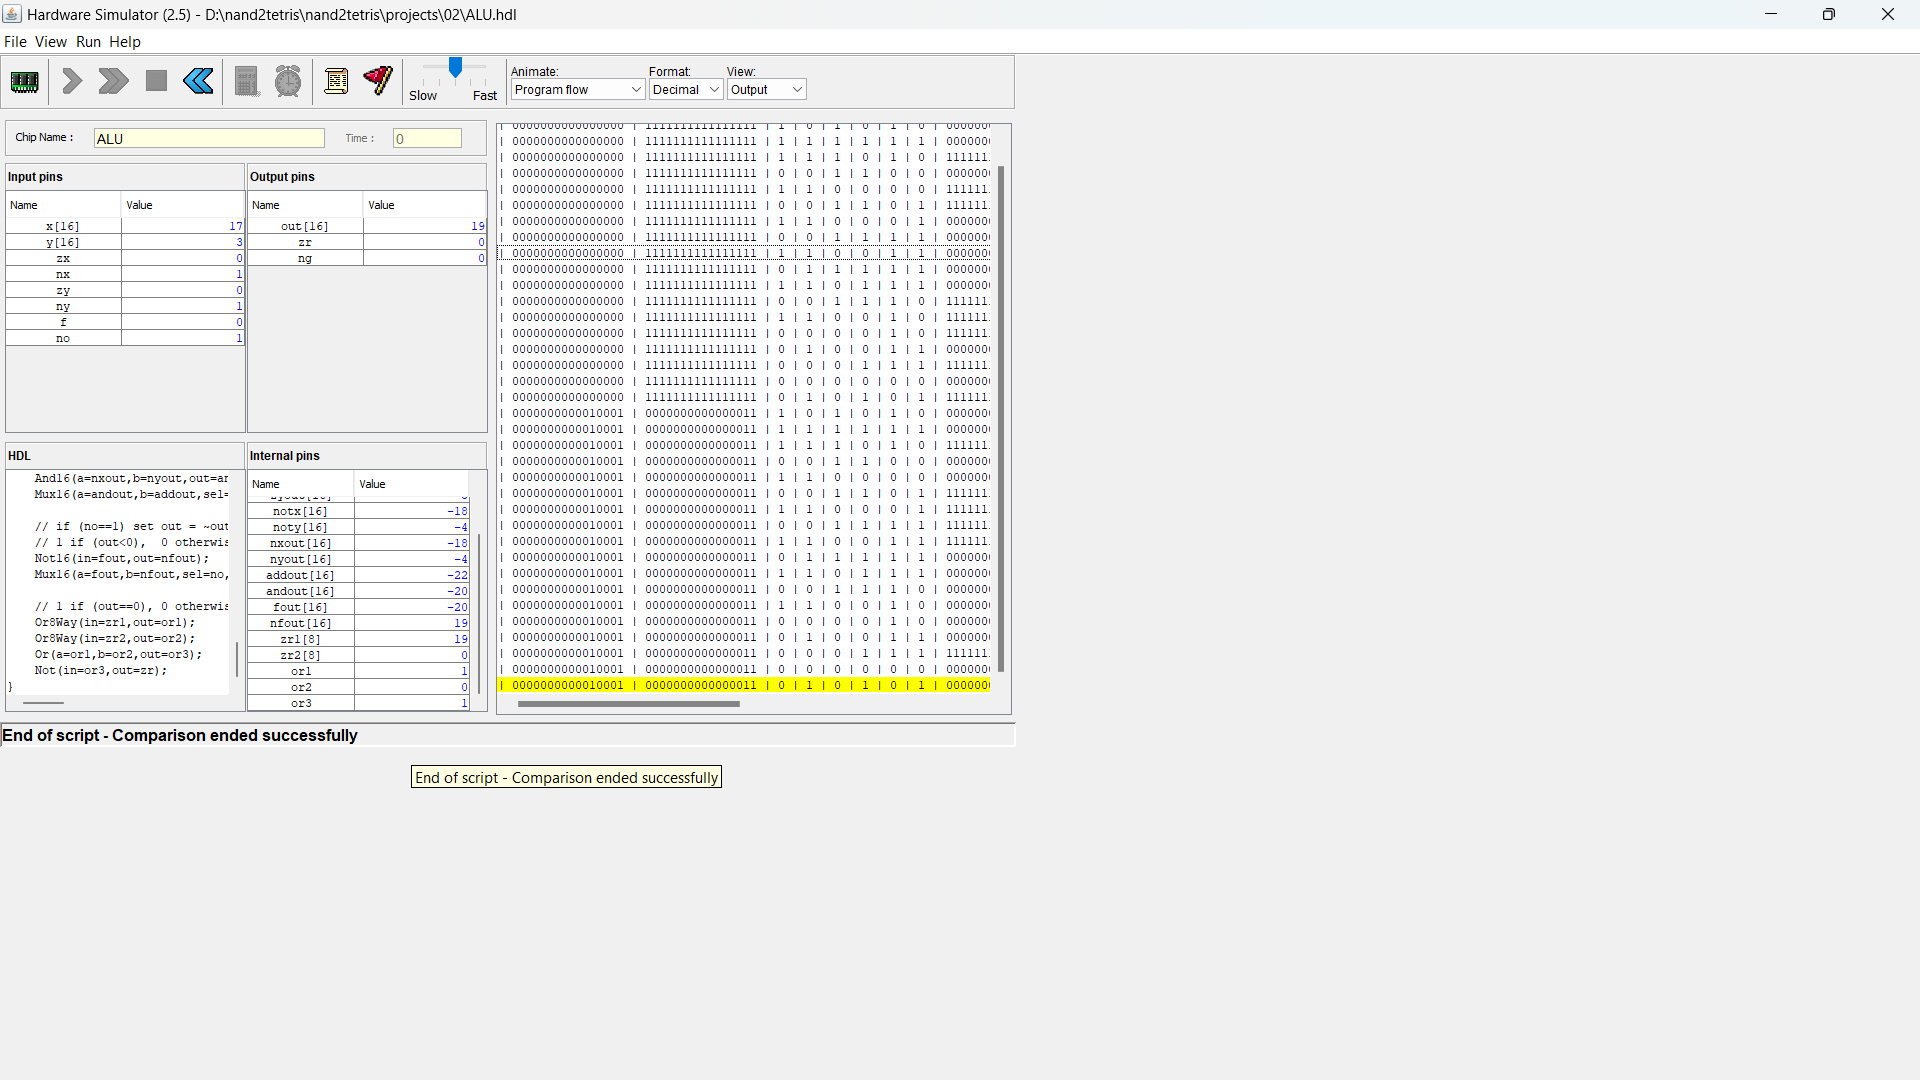 Hardware Simulator (2.5) - D:\nand2tetris\nand2tetris\projects\02\ALU.hdl
File View Run Help
Slow Fast
Animate:
Program flow
Format:
Decimal
View:
Output
Chip Name :
ALU
Time :
0
Input pins
Name Value
x[16] 17
y[16] 3
zx 0
nx 1
zy 0
ny 1
f 0
no 1
Output pins
Name Value
out[16] 19
zr 0
ng 0
HDL
And16(a=nxout,b=nyout,out=an
Mux16(a=andout,b=addout,sel=
// if (no==1) set out = ~out
// 1 if (out<0), 0 otherwis
Not16(in=fout,out=nfout);
Mux16(a=fout,b=nfout,sel=no,
// 1 if (out==0), 0 otherwis
Or8Way(in=zr1,out=or1);
Or8Way(in=zr2,out=or2);
Or(a=or1,b=or2,out=or3);
Not(in=or3,out=zr);
}
Internal pins
Name Value
notx[16] -18
noty[16] -4
nxout[16] -18
nyout[16] -4
addout[16] -22
andout[16] -20
fout[16] -20
nfout[16] 19
zr1[8] 19
zr2[8] 0
or1 1
or2 0
or3 1
| 0000000000000000 | 1111111111111111 | 1 | 0 | 1 | 0 | 1 | 0 | 000000
| 0000000000000000 | 1111111111111111 | 1 | 1 | 1 | 1 | 1 | 1 | 000000
| 0000000000000000 | 1111111111111111 | 1 | 1 | 1 | 0 | 1 | 0 | 111111
| 0000000000000000 | 1111111111111111 | 0 | 0 | 1 | 1 | 0 | 0 | 000000
| 0000000000000000 | 1111111111111111 | 1 | 1 | 0 | 0 | 0 | 0 | 111111
| 0000000000000000 | 1111111111111111 | 0 | 0 | 1 | 1 | 0 | 1 | 111111
| 0000000000000000 | 1111111111111111 | 1 | 1 | 0 | 0 | 0 | 1 | 000000
| 0000000000000000 | 1111111111111111 | 0 | 0 | 1 | 1 | 1 | 1 | 000000
| 0000000000000000 | 1111111111111111 | 1 | 1 | 0 | 0 | 1 | 1 | 000000
| 0000000000000000 | 1111111111111111 | 0 | 1 | 1 | 1 | 1 | 1 | 000000
| 0000000000000000 | 1111111111111111 | 1 | 1 | 0 | 1 | 1 | 1 | 000000
| 0000000000000000 | 1111111111111111 | 0 | 0 | 1 | 1 | 1 | 0 | 111111
| 0000000000000000 | 1111111111111111 | 1 | 1 | 0 | 0 | 1 | 0 | 111111
| 0000000000000000 | 1111111111111111 | 0 | 0 | 0 | 0 | 1 | 0 | 111111
| 0000000000000000 | 1111111111111111 | 0 | 1 | 0 | 0 | 1 | 1 | 000000
| 0000000000000000 | 1111111111111111 | 0 | 0 | 0 | 1 | 1 | 1 | 111111
| 0000000000000000 | 1111111111111111 | 0 | 0 | 0 | 0 | 0 | 0 | 000000
| 0000000000000000 | 1111111111111111 | 0 | 1 | 0 | 1 | 0 | 1 | 111111
| 0000000000010001 | 0000000000000011 | 1 | 0 | 1 | 0 | 1 | 0 | 000000
| 0000000000010001 | 0000000000000011 | 1 | 1 | 1 | 1 | 1 | 1 | 000000
| 0000000000010001 | 0000000000000011 | 1 | 1 | 1 | 0 | 1 | 0 | 111111
| 0000000000010001 | 0000000000000011 | 0 | 0 | 1 | 1 | 0 | 0 | 000000
| 0000000000010001 | 0000000000000011 | 1 | 1 | 0 | 0 | 0 | 0 | 000000
| 0000000000010001 | 0000000000000011 | 0 | 0 | 1 | 1 | 0 | 1 | 111111
| 0000000000010001 | 0000000000000011 | 1 | 1 | 0 | 0 | 0 | 1 | 111111
| 0000000000010001 | 0000000000000011 | 0 | 0 | 1 | 1 | 1 | 1 | 111111
| 0000000000010001 | 0000000000000011 | 1 | 1 | 0 | 0 | 1 | 1 | 111111
| 0000000000010001 | 0000000000000011 | 0 | 1 | 1 | 1 | 1 | 1 | 000000
| 0000000000010001 | 0000000000000011 | 1 | 1 | 0 | 1 | 1 | 1 | 000000
| 0000000000010001 | 0000000000000011 | 0 | 0 | 1 | 1 | 1 | 0 | 000000
| 0000000000010001 | 0000000000000011 | 1 | 1 | 0 | 0 | 1 | 0 | 000000
| 0000000000010001 | 0000000000000011 | 0 | 0 | 0 | 0 | 1 | 0 | 000000
| 0000000000010001 | 0000000000000011 | 0 | 1 | 0 | 0 | 1 | 1 | 000000
| 0000000000010001 | 0000000000000011 | 0 | 0 | 0 | 1 | 1 | 1 | 111111
| 0000000000010001 | 0000000000000011 | 0 | 0 | 0 | 0 | 0 | 0 | 000000
| 0000000000010001 | 0000000000000011 | 0 | 1 | 0 | 1 | 0 | 1 | 000000
End of script - Comparison ended successfully
End of script - Comparison ended successfully